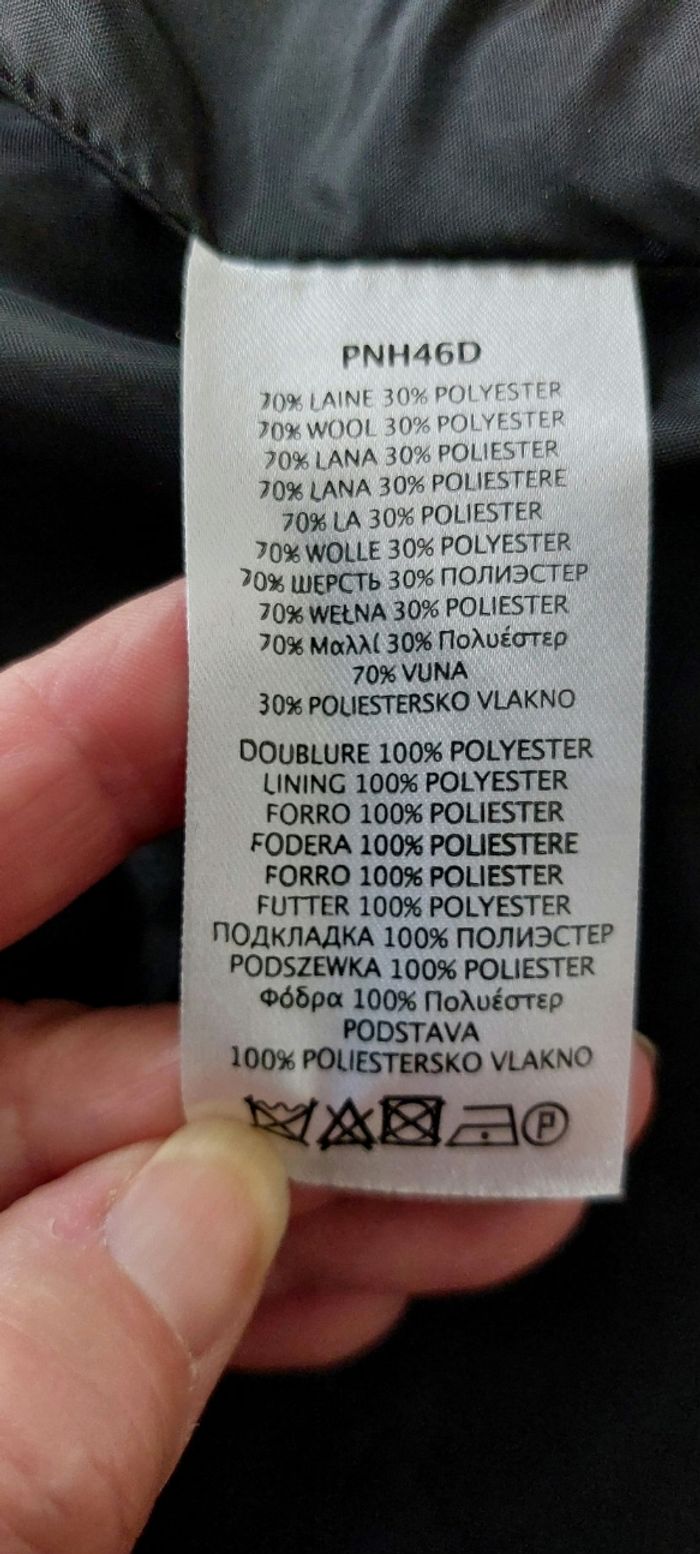 PNH46D
70% LAINE 30% POLYESTER
70% WOOL 30% POLYESTER
70% LANA 30% POLIESTER
70% LANA 30% POLIESTERE
70% LA 30% POLIESTER
70% WOLLE 30% POLYESTER
70% ШЕРСТЬ 30% ПОЛИЭСТЕР
70% WEŁNA 30% POLIESTER
70% Μαλλί 30% Πολυέστερ
70% VUNA
30% POLIESTERSKO VLAKNO
DOUBLURE 100% POLYESTER
LINING 100% POLYESTER
FORRO 100% POLIESTER
FODERA 100% POLIESTERE
FORRO 100% POLIESTER
FUTTER 100% POLYESTER
ПОДКЛАДКА 100% ПОЛИЭСТЕР
PODSZEWKA 100% POLIESTER
Φόδρα 100% Πολυέστερ
PODSTAVA
100% POLIESTERSKO VLAKNO
P